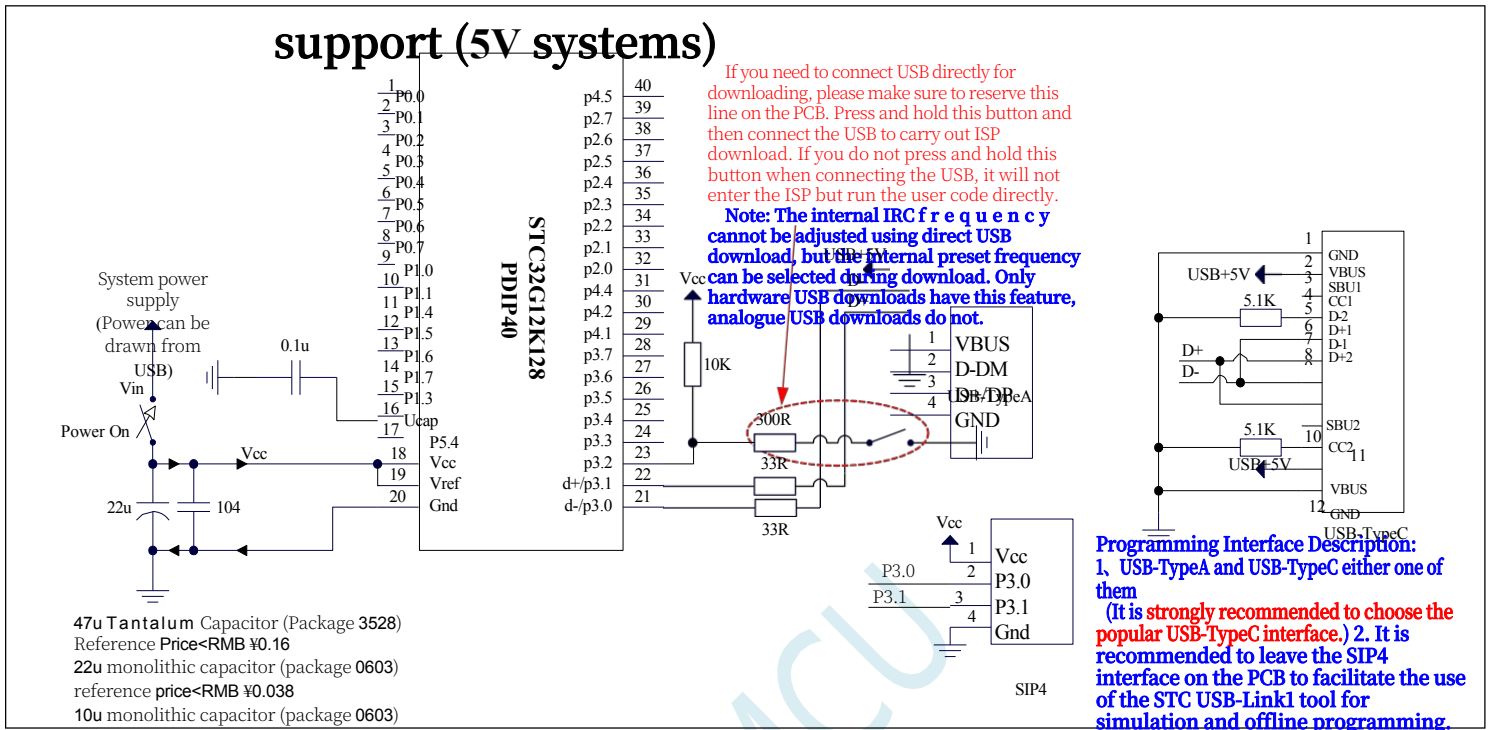 support (5V systems)
If you need to connect USB directly for
downloading, please make sure to reserve this
line on the PCB. Press and hold this button and
then connect the USB to carry out ISP
download. If you do not press and hold this
button when connecting the USB, it will not
enter the ISP but run the user code directly.
Note: The internal IRC f r e q u e n c y
cannot be adjusted using direct USB
download, but the internal preset frequency
can be selected during download. Only
hardware USB downloads have this feature,
analogue USB downloads do not.
1 P0.0
2 P0.1
3 P0.2
4 P0.3
5 P0.4
6 P0.5
7 P0.6
8 P0.7
9 P1.0
10 P1.1
11 P1.4
12 P1.5
13 P1.6
14 P1.7
15 P1.3
16 Ucap
17 P5.4
18 Vcc
19 Vref
20 Gnd
STC32G12K128
PDIP40
p4.5 40
p2.7 39
p2.6 38
p2.5 37
p2.4 36
p2.3 35
p2.2 34
p2.1 33
p2.0 32
p4.4 31
p4.2 30
p4.1 29
p3.7 28
p3.6 27
p3.5 26
p3.4 25
p3.3 24
p3.2 23
d+/p3.1 22
d-/p3.0 21
System power
supply
(Power can be
drawn from
USB)
Vin
Power On
0.1u
Vcc
22u
104
Vcc
10K
300R
33R
33R
USB+5V
1 VBUS
2 D-DM
3 D+DP
4 GND
USB-TypeA
Vcc
1 Vcc
P3.0 2 P3.0
P3.1 3 P3.1
4 Gnd
SIP4
1 GND
USB+5V 2 VBUS
3 SBU1
4 CC1
5.1K 5 D-2
6 D+1
7 D-1
D+ 8 D+2
D-
SBU2
5.1K 10 CC2
USB+5V 11
VBUS
12 GND
USB-TypeC
47u Tantalum Capacitor (Package 3528)
Reference Price<RMB ¥0.16
22u monolithic capacitor (package 0603)
reference price<RMB ¥0.038
10u monolithic capacitor (package 0603)
Programming Interface Description:
1、USB-TypeA and USB-TypeC either one of
them
(It is strongly recommended to choose the
popular USB-TypeC interface.) 2. It is
recommended to leave the SIP4
interface on the PCB to facilitate the use
of the STC USB-Link1 tool for
simulation and offline programming.
MCU